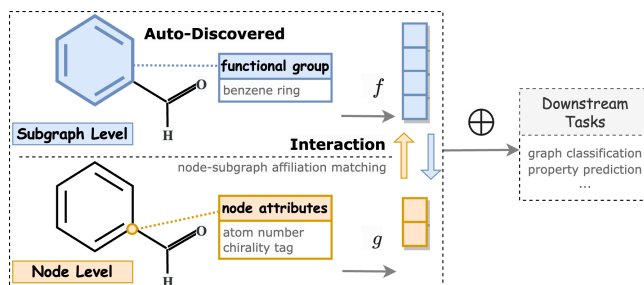 Auto-Discovered
functional group
benzene ring
O
H
f
Subgraph Level
Interaction
node-subgraph affiliation matching
⊕
Downstream
Tasks
graph classification
property prediction
...
node attributes
atom number
chirality tag
O
H
g
Node Level